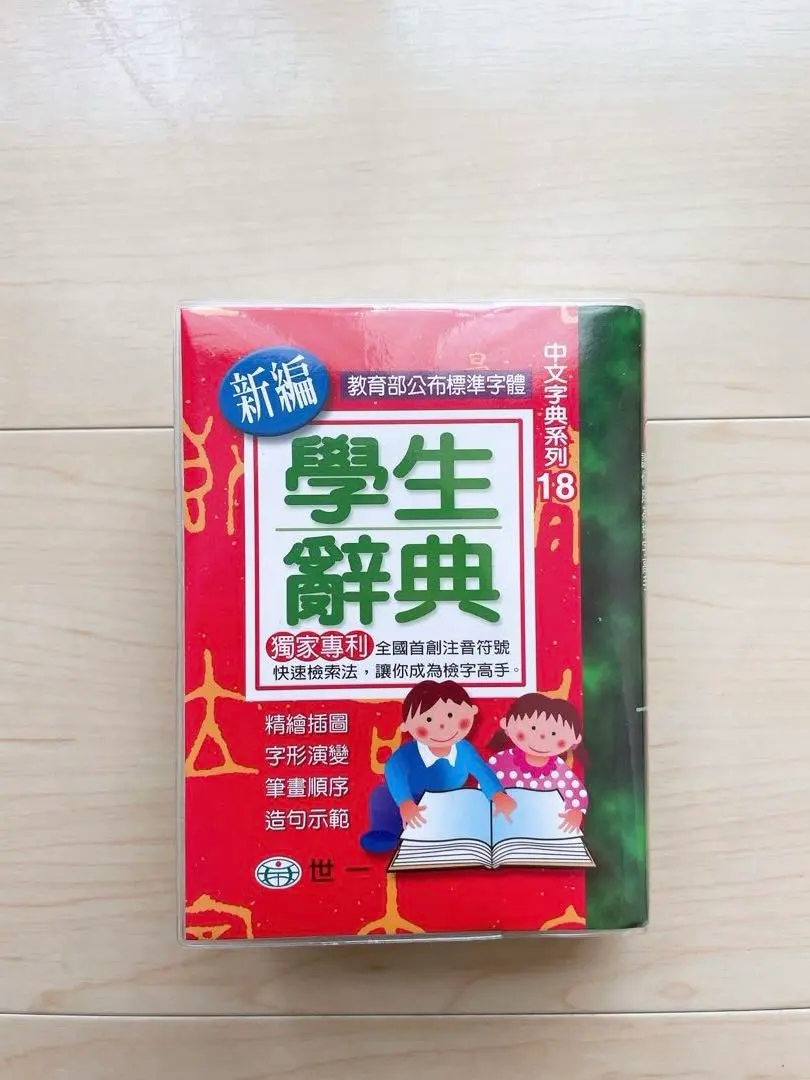 新編
教育部公布標準字體
中文字典系列18
學生
辭典
獨家專利 全國首創注音符號
快速檢索法，讓你成為檢字高手。
精繪插圖
字形演變
筆畫順序
造句示範
世一